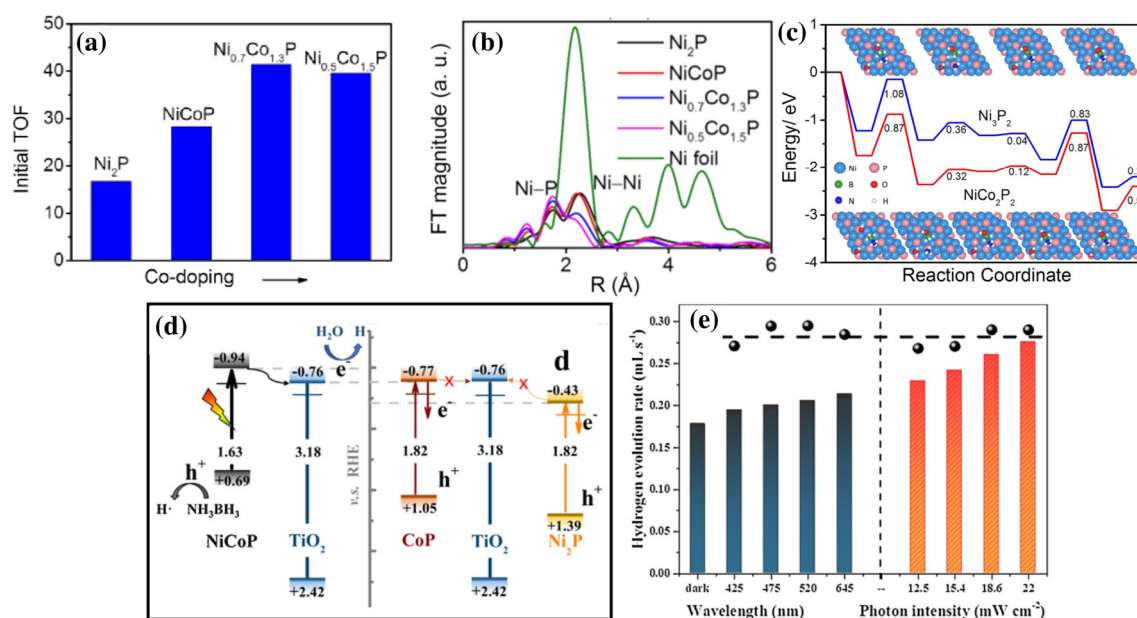 (a)
50
40
30
20
10
0
Initial TOF
Ni2P
NiCoP
Ni0.7Co1.3P
Ni0.5Co1.5P
Co-doping
(b)
FT magnitude (a. u.)
Ni2P
NiCoP
Ni0.7Co1.3P
Ni0.5Co1.5P
Ni foil
Ni–P
Ni–Ni
0 2 4 6
R (Å)
(c)
0
-1
-2
-3
-4
Energy/ eV
1.08
0.87
0.36
0.32
Ni3P2
0.04
0.12
0.83
0.87
NiCo2P2
Ni P
B O
N H
Reaction Coordinate
(d)
H2O
-0.94
e-
-0.76
1.63
3.18
h+
+0.69
H·
NH3BH3
NiCoP
TiO2
+2.42
v.s. RHE
d
-0.77
x
-0.76
x
-0.43
e-
e-
1.82
3.18
1.82
h+
h+
+1.05
+1.39
CoP
TiO2
Ni2P
+2.42
(e)
0.30
0.25
0.20
0.15
0.10
0.05
0.00
Hydrogen evolution rate (mL s-1)
dark 425 475 520 645 -- 12.5 15.4 18.6 22
Wavelength (nm)
Photon intensity (mW cm-2)